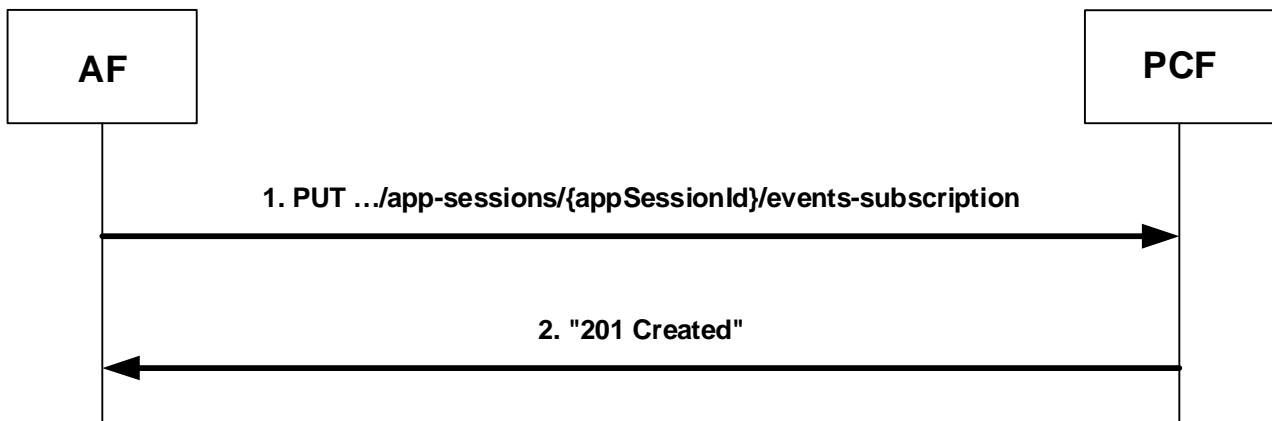 AF
PCF
1. PUT …/app-sessions/{appSessionId}/events-subscription
2. "201 Created"